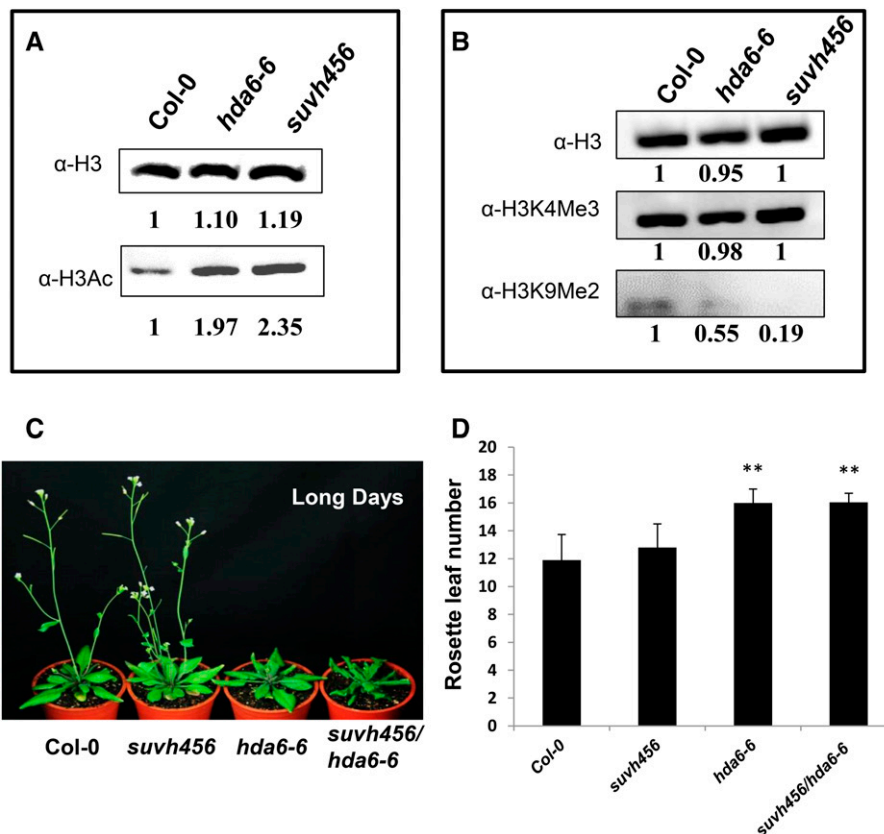 A
Col-0 hda6-6 suvh456
α-H3
1 1.10 1.19
α-H3Ac
1 1.97 2.35
B
Col-0 hda6-6 suvh456
α-H3
1 0.95 1
α-H3K4Me3
1 0.98 1
α-H3K9Me2
1 0.55 0.19
C
Long Days
Col-0 suvh456 hda6-6 suvh456/
hda6-6
D
Rosette leaf number
20
18
16
14
12
10
8
6
4
2
0
** **
Col-0 suvh456 hda6-6 suvh456/hda6-6